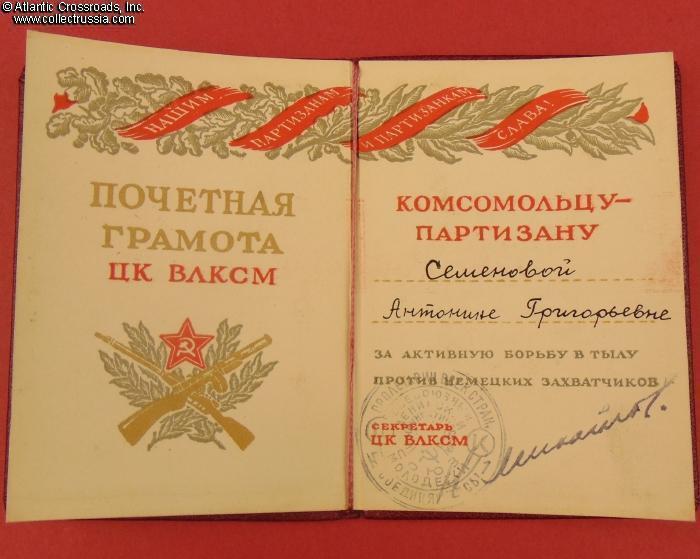 © Atlantic Crossroads, Inc.
www.collectrussia.com
НАШИМ ПАРТИЗАНАМ И ПАРТИЗАНКАМ СЛАВА!
ПОЧЕТНАЯ
ГРАМОТА
ЦК ВЛКСМ
КОМСОМОЛЬЦУ-
ПАРТИЗАНУ
Семеновой
Антонине Григорьевне
ЗА АКТИВНУЮ БОРЬБУ В ТЫЛУ
ПРОТИВ НЕМЕЦКИХ ЗАХВАТЧИКОВ
СЕКРЕТАРЬ
ЦК ВЛКСМ